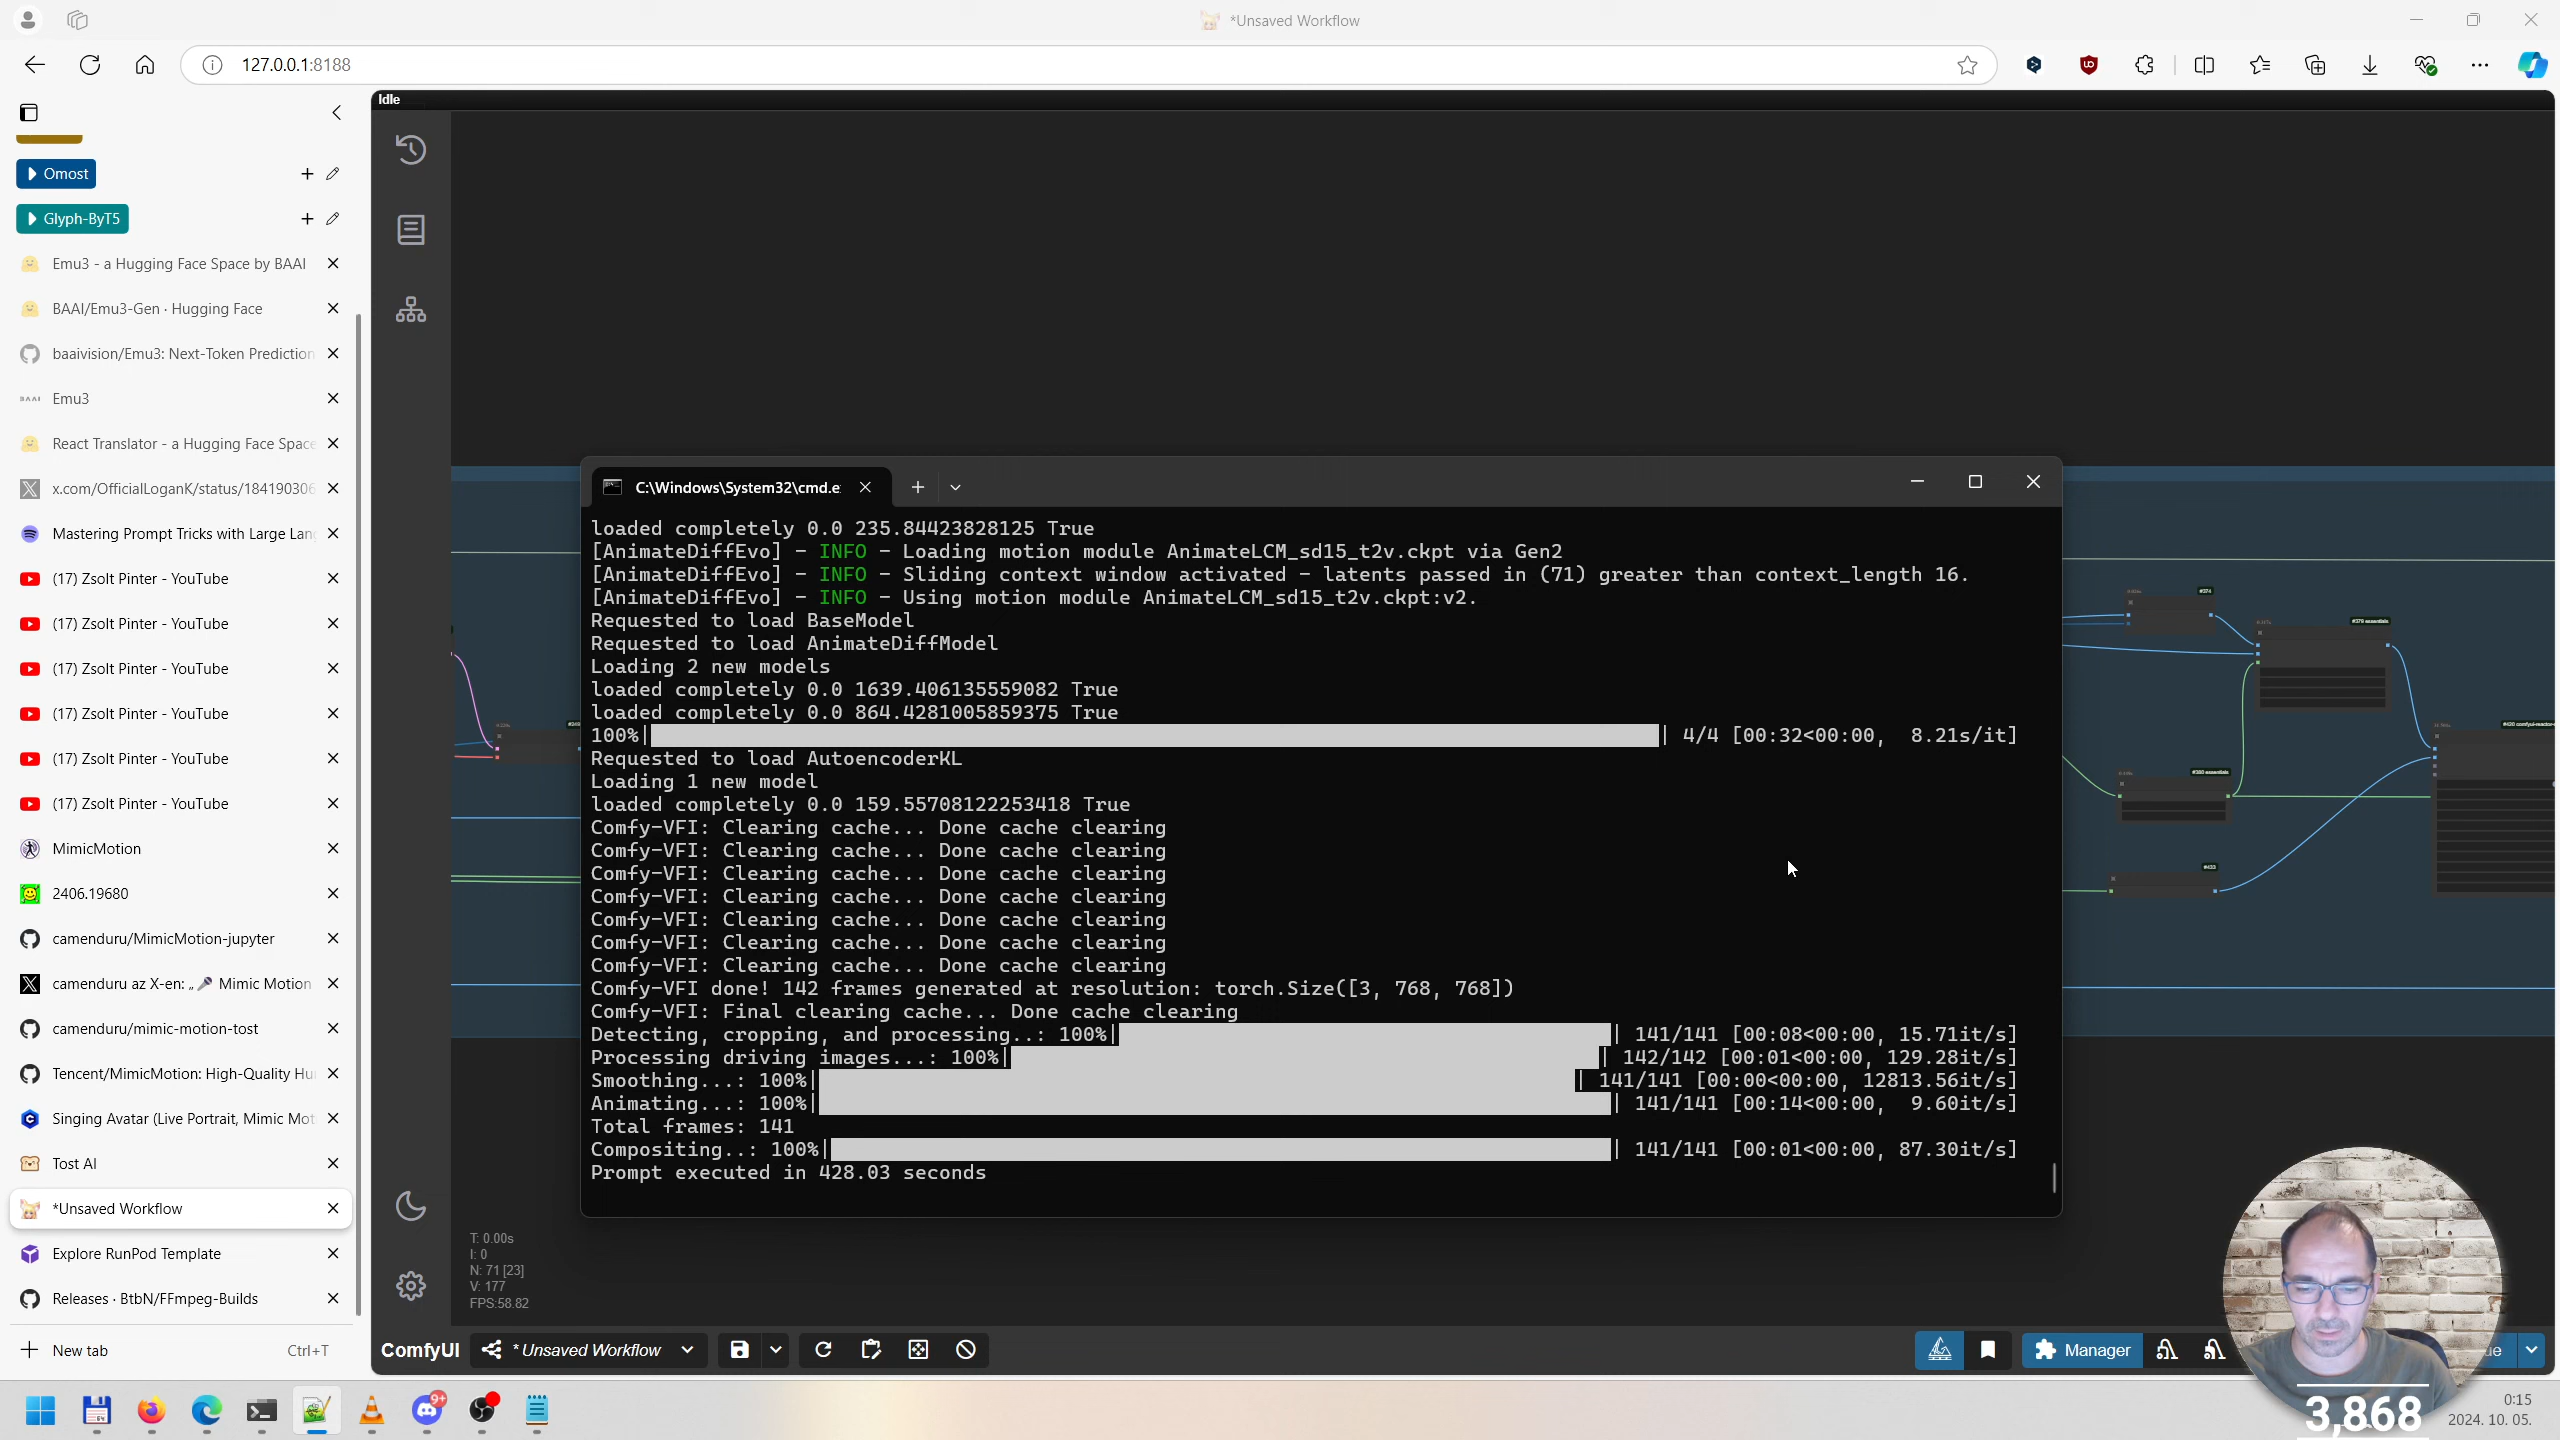 *Unsaved Workflow
127.0.0.1:8188
Idle
Omost
Glyph-ByT5
Emu3 - a Hugging Face Space by BAAI
BAAI/Emu3-Gen · Hugging Face
baaivision/Emu3: Next-Token Prediction
BAAI Emu3
React Translator - a Hugging Face Space
x.com/OfficialLoganK/status/184190306
Mastering Prompt Tricks with Large Lan
(17) Zsolt Pinter - YouTube
(17) Zsolt Pinter - YouTube
(17) Zsolt Pinter - YouTube
(17) Zsolt Pinter - YouTube
(17) Zsolt Pinter - YouTube
(17) Zsolt Pinter - YouTube
MimicMotion
2406.19680
camenduru/MimicMotion-jupyter
camenduru az X-en: „🎤 Mimic Motion
camenduru/mimic-motion-tost
Tencent/MimicMotion: High-Quality Hu
Singing Avatar (Live Portrait, Mimic Mot
Tost AI
*Unsaved Workflow
Explore RunPod Template
Releases · BtbN/FFmpeg-Builds
New tab Ctrl+T
C:\Windows\System32\cmd.e
loaded completely 0.0 235.84423828125 True
[AnimateDiffEvo] - INFO - Loading motion module AnimateLCM_sd15_t2v.ckpt via Gen2
[AnimateDiffEvo] - INFO - Sliding context window activated - latents passed in (71) greater than context_length 16.
[AnimateDiffEvo] - INFO - Using motion module AnimateLCM_sd15_t2v.ckpt:v2.
Requested to load BaseModel
Requested to load AnimateDiffModel
Loading 2 new models
loaded completely 0.0 1639.406135559082 True
loaded completely 0.0 864.4281005859375 True
100%| | 4/4 [00:32<00:00, 8.21s/it]
Requested to load AutoencoderKL
Loading 1 new model
loaded completely 0.0 159.55708122253418 True
Comfy-VFI: Clearing cache... Done cache clearing
Comfy-VFI: Clearing cache... Done cache clearing
Comfy-VFI: Clearing cache... Done cache clearing
Comfy-VFI: Clearing cache... Done cache clearing
Comfy-VFI: Clearing cache... Done cache clearing
Comfy-VFI: Clearing cache... Done cache clearing
Comfy-VFI: Clearing cache... Done cache clearing
Comfy-VFI done! 142 frames generated at resolution: torch.Size([3, 768, 768])
Comfy-VFI: Final clearing cache... Done cache clearing
Detecting, cropping, and processing..: 100%| | 141/141 [00:08<00:00, 15.71it/s]
Processing driving images...: 100%| | 142/142 [00:01<00:00, 129.28it/s]
Smoothing...: 100%| | 141/141 [00:00<00:00, 12813.56it/s]
Animating...: 100%| | 141/141 [00:14<00:00, 9.60it/s]
Total frames: 141
Compositing..: 100%| | 141/141 [00:01<00:00, 87.30it/s]
Prompt executed in 428.03 seconds
#374
#379 essentials
#380 essentials
#433
T: 0.00s
I: 0
N: 71 [23]
V: 177
FPS:58.82
ComfyUI *Unsaved Workflow Manager ue
9+
3,868
0:15
2024. 10. 05.